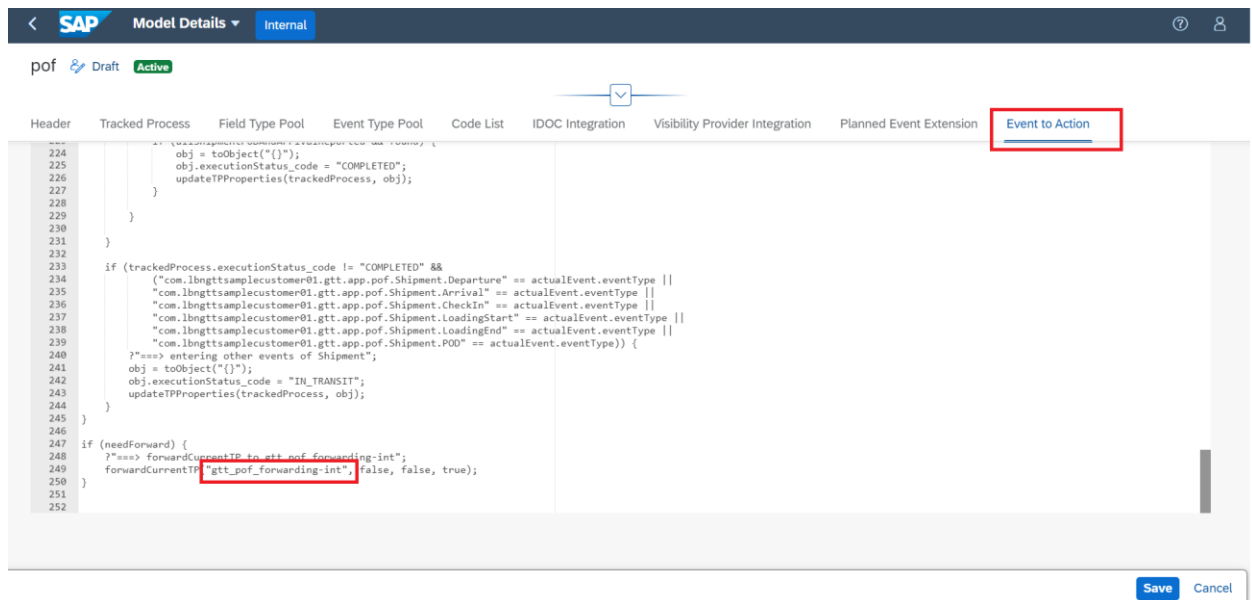 SAP Model Details Internal
pof Draft Active
Header Tracked Process Field Type Pool Event Type Pool Code List IDOC Integration Visibility Provider Integration Planned Event Extension Event to Action
224 obj = toObject("{}");
225 obj.executionStatus_code = "COMPLETED";
226 updateTPProperties(trackedProcess, obj);
227 }
228
229 }
230
231 }
232
233 if (trackedProcess.executionStatus_code != "COMPLETED" &&
234 ("com.lbngttsamplecustomer01.gtt.app.pof.Shipment.Departure" == actualEvent.eventType ||
235 "com.lbngttsamplecustomer01.gtt.app.pof.Shipment.Arrival" == actualEvent.eventType ||
236 "com.lbngttsamplecustomer01.gtt.app.pof.Shipment.CheckIn" == actualEvent.eventType ||
237 "com.lbngttsamplecustomer01.gtt.app.pof.Shipment.LoadingStart" == actualEvent.eventType ||
238 "com.lbngttsamplecustomer01.gtt.app.pof.Shipment.LoadingEnd" == actualEvent.eventType ||
239 "com.lbngttsamplecustomer01.gtt.app.pof.Shipment.POD" == actualEvent.eventType)) {
240 ?"===> entering other events of Shipment";
241 obj = toObject("{}");
242 obj.executionStatus_code = "IN_TRANSIT";
243 updateTPProperties(trackedProcess, obj);
244 }
245 }
246
247 if (needForward) {
248 ?"===> forwardCurrentTP to gtt_pof_forwarding-int";
249 forwardCurrentTP("gtt_pof_forwarding-int", false, false, true);
250 }
251
252
Save Cancel